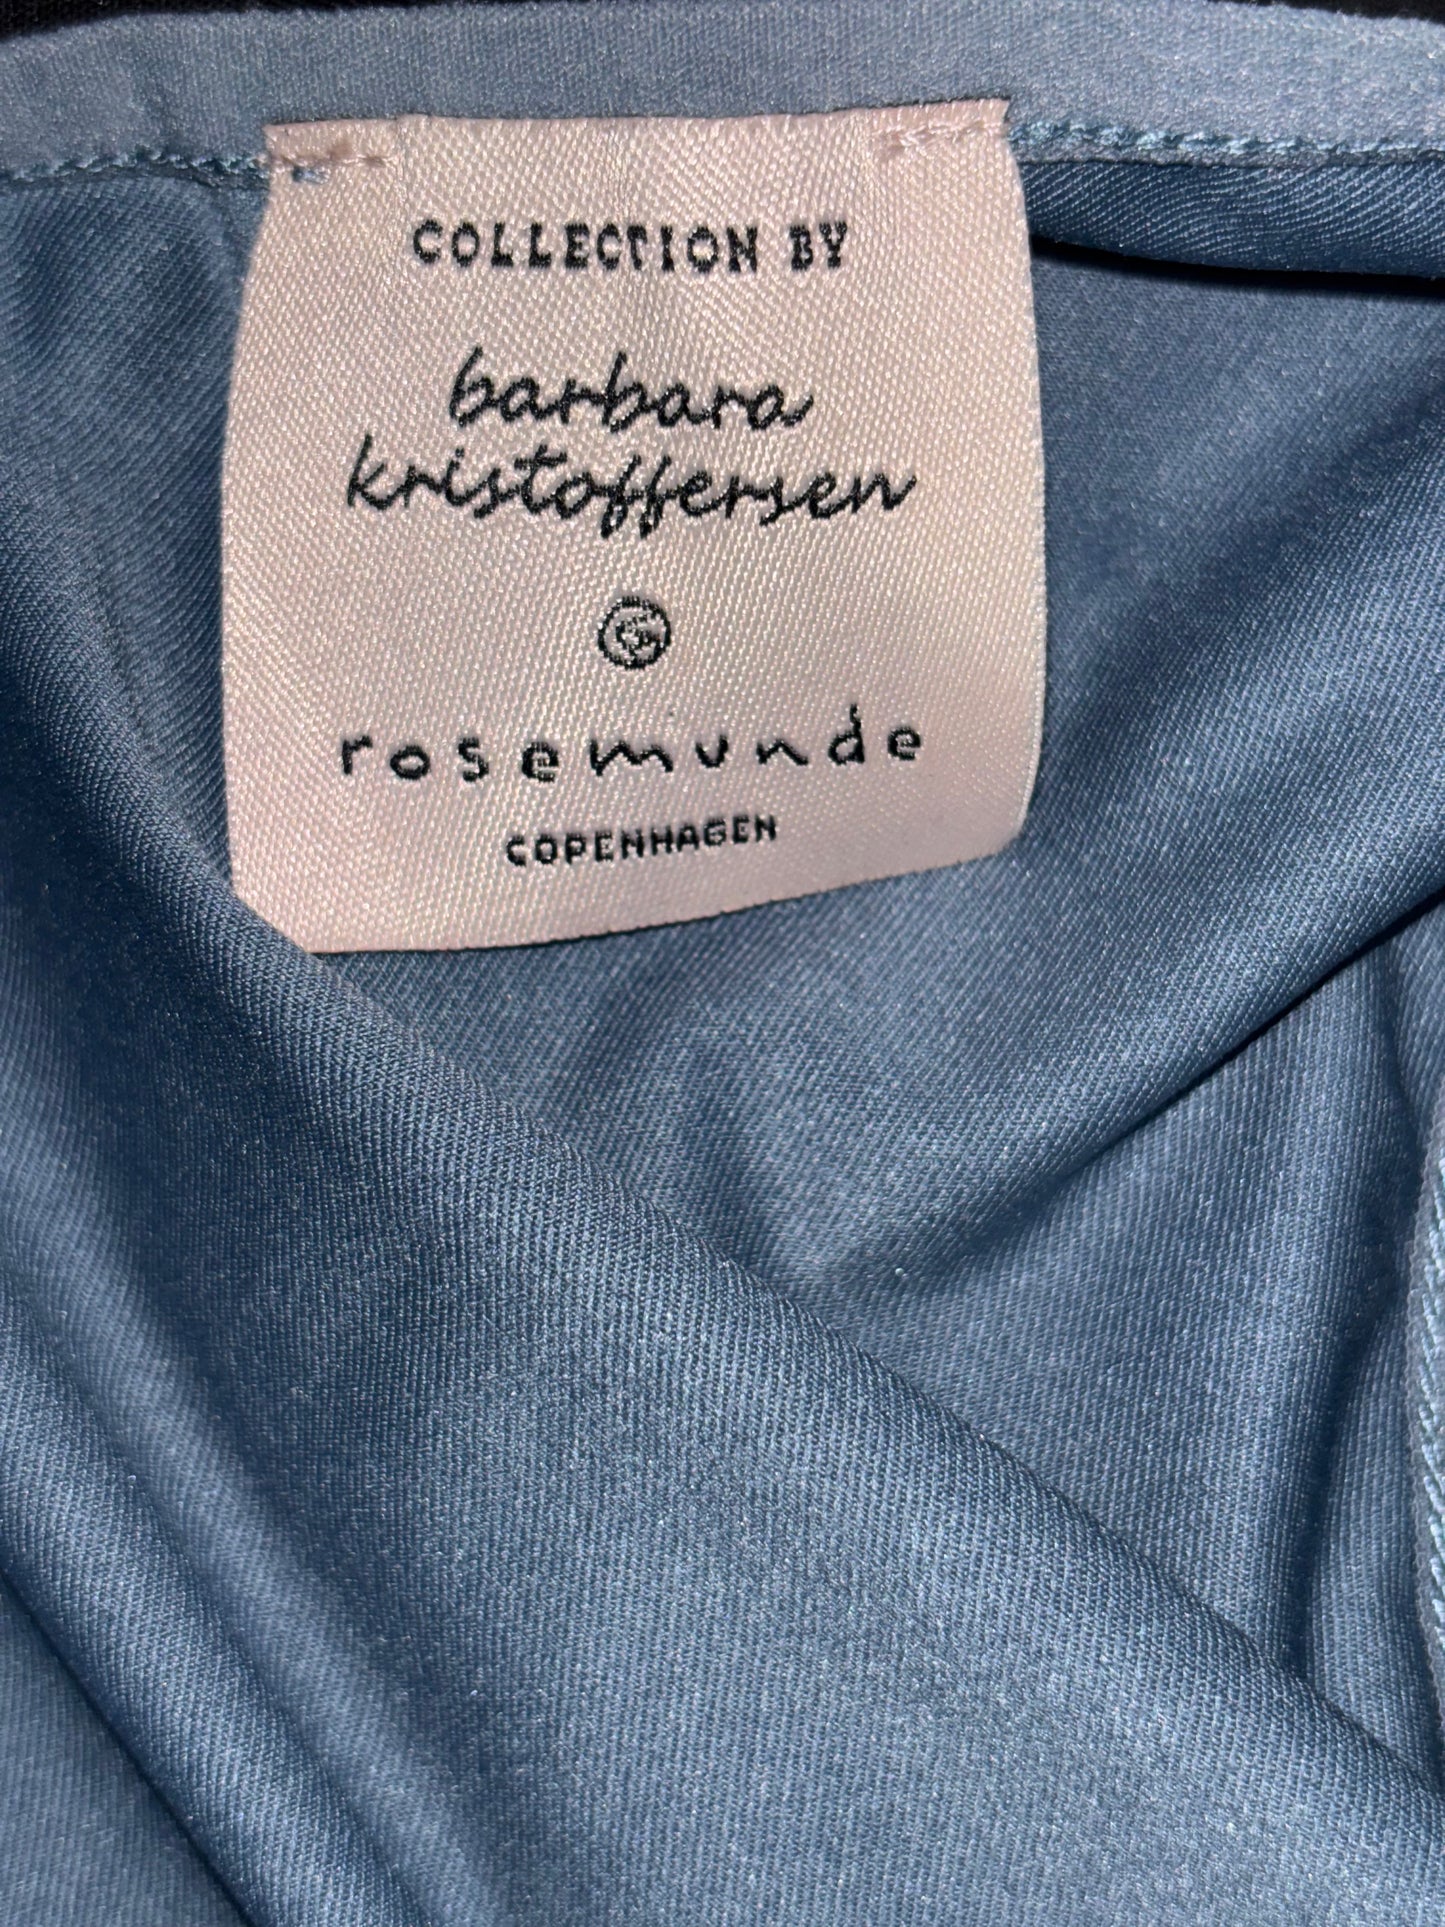 COLLECTION BY
barbara
kristoffersen
rosemunde
COPENHAGEN